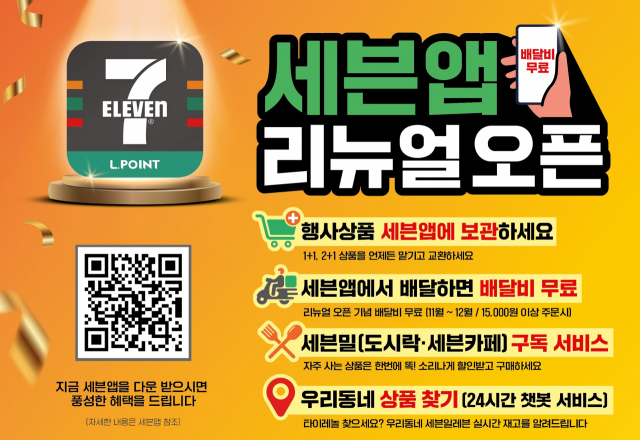 7
ELEVEN
®
L.POINT
세븐앱
배달비
무료
리뉴얼 오픈
행사상품 세븐앱에 보관하세요
1+1, 2+1 상품을 언제든 맡기고 교환하세요
세븐앱에서 배달하면 배달비 무료
리뉴얼 오픈 기념 배달비 무료 (11월 ~ 12월 / 15,000원 이상 주문시)
세븐밀(도시락·세븐카페) 구독 서비스
자주 사는 상품은 한번에 똑! 소리나게 할인받고 구매하세요
우리동네 상품 찾기 (24시간 챗봇 서비스)
타이레놀 찾으세요? 우리동네 세븐일레븐 실시간 재고를 알려드립니다
지금 세븐앱을 다운 받으시면
풍성한 혜택을 드립니다
(자세한 내용은 세븐앱 참조)